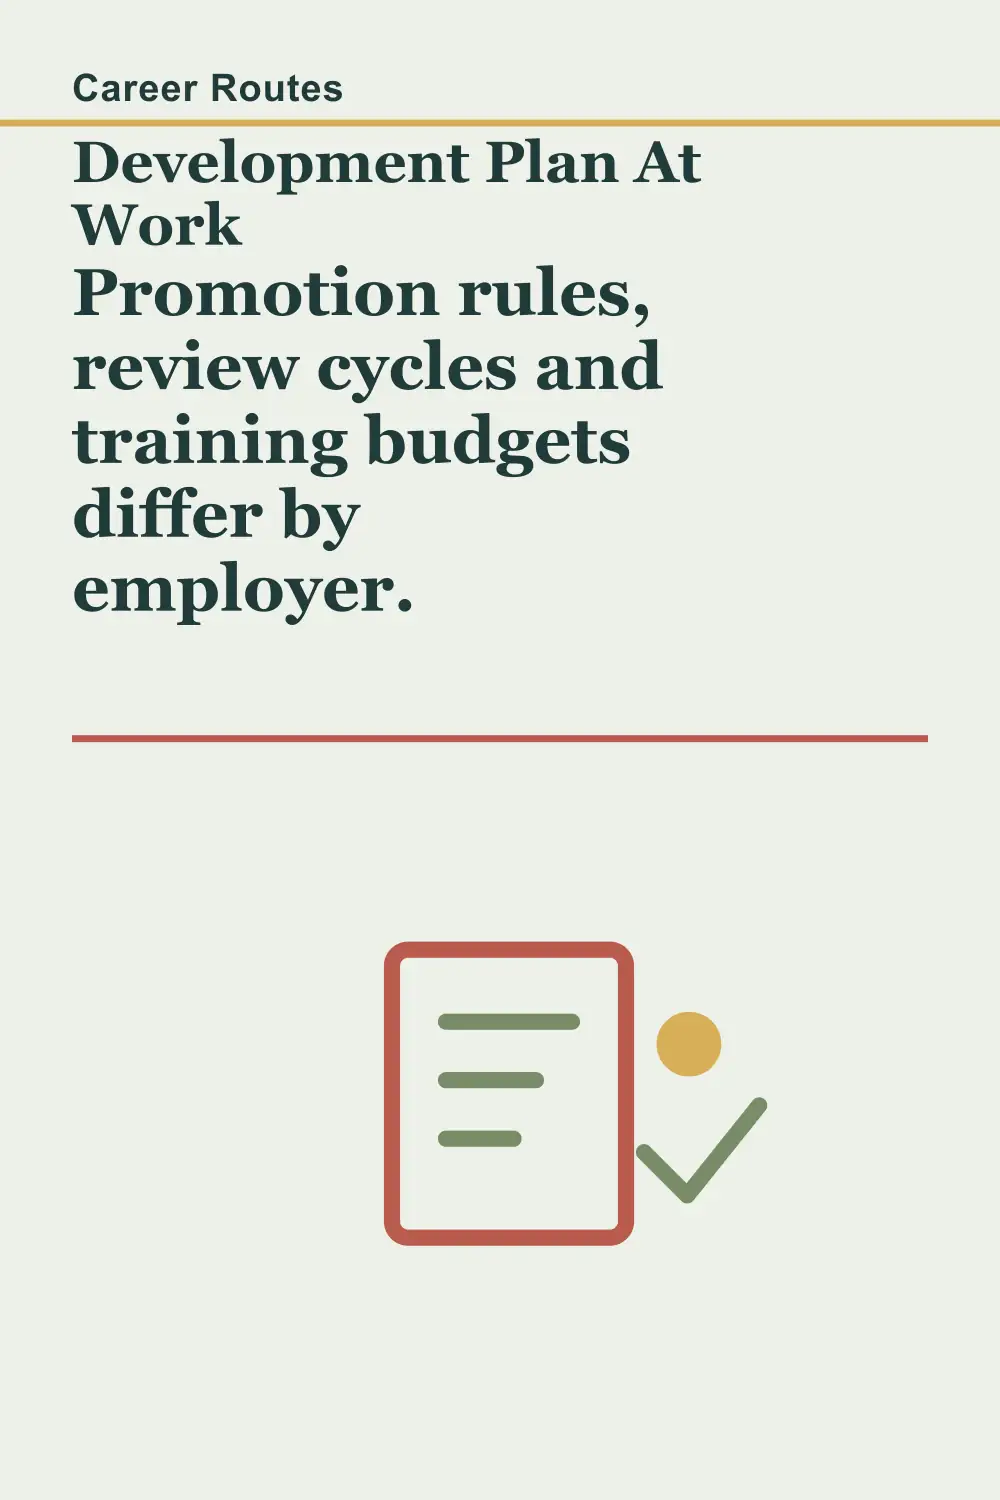 Career Routes
Development Plan At
Work
Promotion rules,
review cycles and
training budgets
differ by
employer.